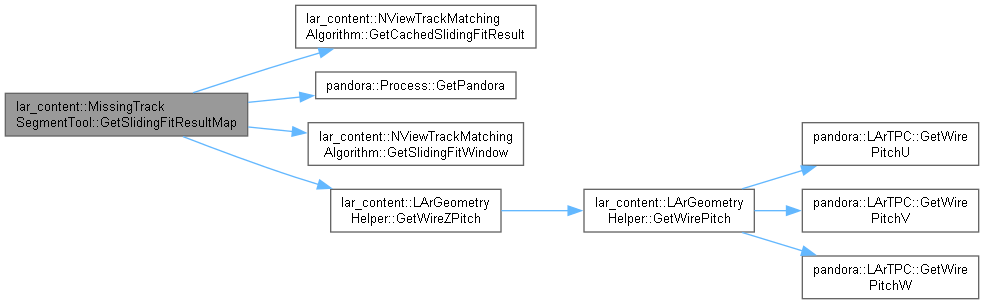 lar_content::MissingTrack
SegmentTool::GetSlidingFitResultMap
lar_content::NViewTrackMatching
Algorithm::GetCachedSlidingFitResult
pandora::Process::GetPandora
lar_content::NViewTrackMatching
Algorithm::GetSlidingFitWindow
lar_content::LArGeometry
Helper::GetWireZPitch
lar_content::LArGeometry
Helper::GetWirePitch
pandora::LArTPC::GetWire
PitchU
pandora::LArTPC::GetWire
PitchV
pandora::LArTPC::GetWire
PitchW